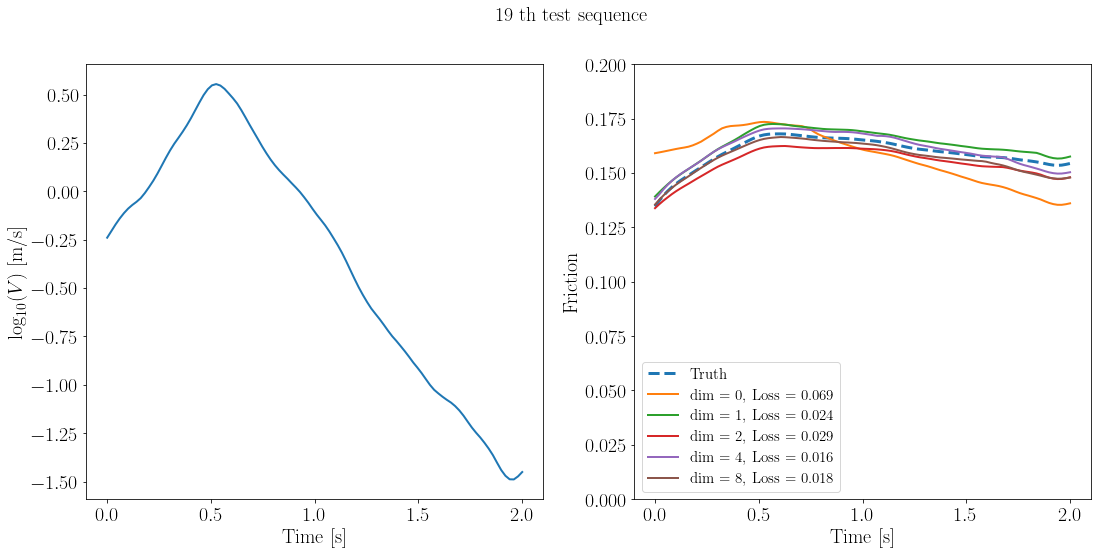 19 th test sequence
log10(V) [m/s]
0.50
0.25
0.00
−0.25
−0.50
−0.75
−1.00
−1.25
−1.50
0.0 0.5 1.0 1.5 2.0
Time [s]
Friction
0.200
0.175
0.150
0.125
0.100
0.075
0.050
0.025
0.000
Truth
dim = 0, Loss = 0.069
dim = 1, Loss = 0.024
dim = 2, Loss = 0.029
dim = 4, Loss = 0.016
dim = 8, Loss = 0.018
0.0 0.5 1.0 1.5 2.0
Time [s]